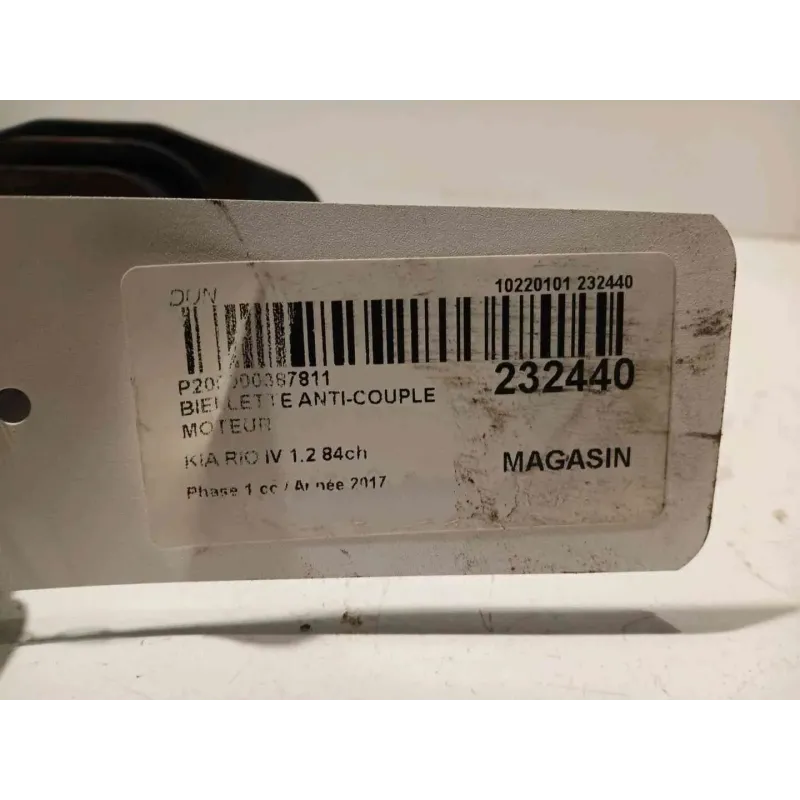 DUN
10220101 232440
232440
BIELLETTE ANTI-COUPLE
MOTEUR
KIA RIO IV 1.2 84ch
MAGASIN
Phase 1 cc / Année 2017